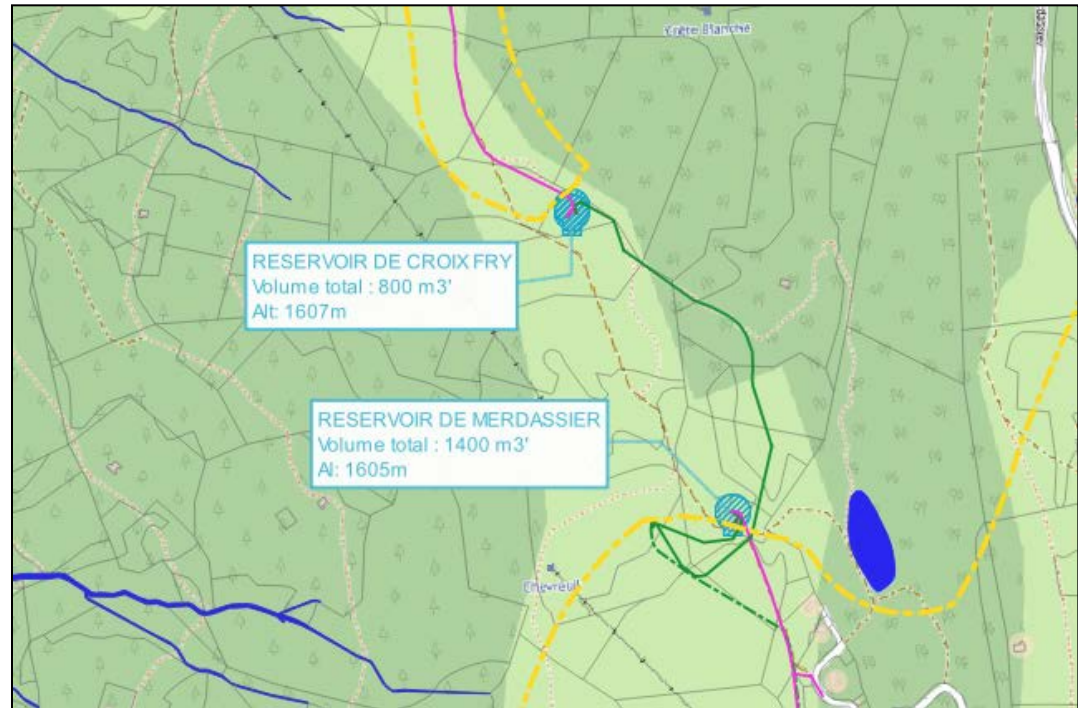 Crête Blanche
RESERVOIR DE CROIX FRY
Volume total : 800 m3'
Alt: 1607m
RESERVOIR DE MERDASSIER
Volume total : 1400 m3'
Al: 1605m
Chevreuil